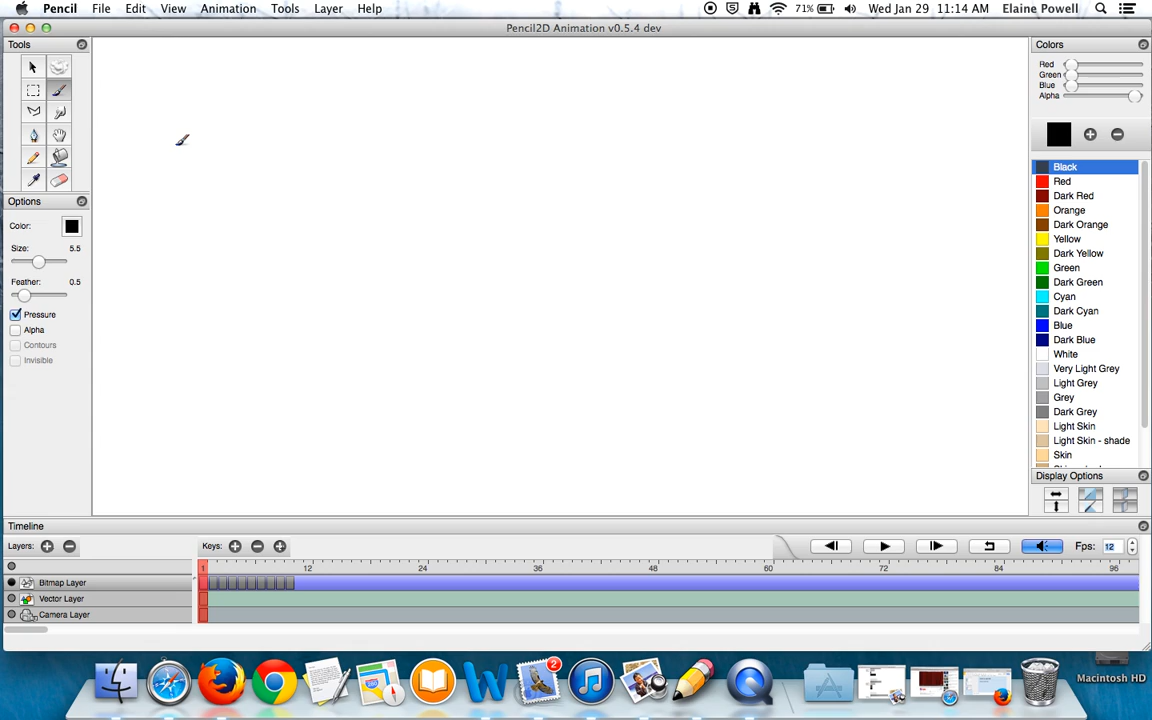 Pencil File Edit View Animation Tools Layer Help 5 71% Wed Jan 29 11:14 AM Elaine Powell
Pencil2D Animation v0.5.4 dev
Tools
Options
Color:
Size: 5.5
Feather: 0.5
Pressure
Alpha
Contours
Invisible
Colors
Red
Green
Blue
Alpha
Black
Red
Dark Red
Orange
Dark Orange
Yellow
Dark Yellow
Green
Dark Green
Cyan
Dark Cyan
Blue
Dark Blue
White
Very Light Grey
Light Grey
Grey
Dark Grey
Light Skin
Light Skin - shade
Skin
Display Options
Timeline
Layers: Keys: Fps: 12
1 12 24 36 48 60 72 84 96
Bitmap Layer
Vector Layer
Camera Layer
2
Macintosh HD